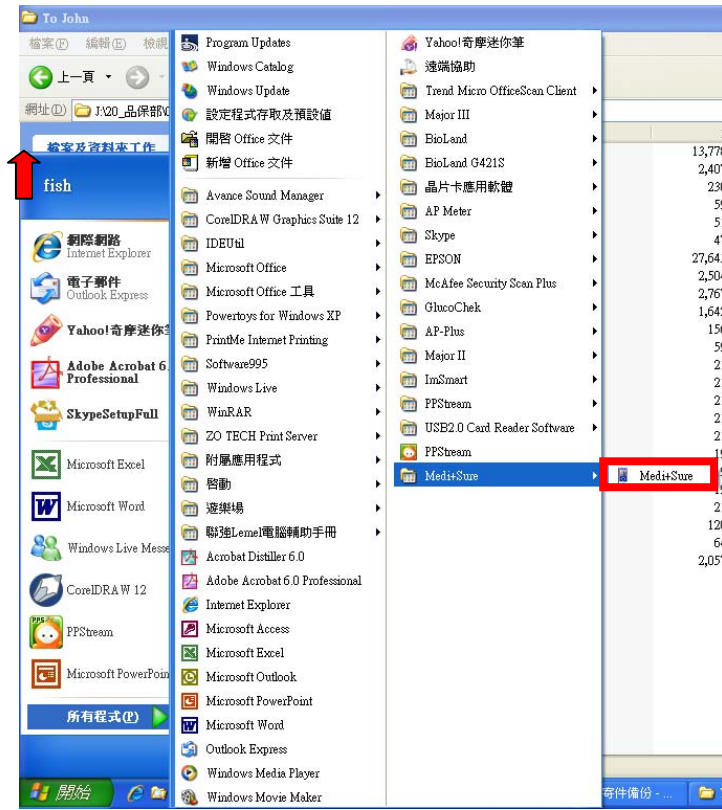 To John
檔案(F) 編輯(E) 檢視
上一頁
網址(D) J:\20_品保部\
檔案及資料夾工作
fish
網際網路
Internet Explorer
電子郵件
Outlook Express
Yahoo!奇摩迷你筆
Adobe Acrobat 6.
Professional
SkypeSetupFull
Microsoft Excel
Microsoft Word
Windows Live Messe
CorelDRAW 12
PPStream
Microsoft PowerPoin
所有程式(P)
開始
Program Updates
Windows Catalog
Windows Update
設定程式存取及預設值
開啟 Office 文件
新增 Office 文件
Avance Sound Manager
CorelDRAW Graphics Suite 12
IDEUtil
Microsoft Office
Microsoft Office 工具
Powertoys for Windows XP
PrintMe Internet Printing
Software995
Windows Live
WinRAR
ZO TECH Print Server
附屬應用程式
啟動
遊樂場
聯強Lemel電腦輔助手冊
Acrobat Distiller 6.0
Adobe Acrobat 6.0 Professional
Internet Explorer
Microsoft Access
Microsoft Excel
Microsoft Outlook
Microsoft PowerPoint
Microsoft Word
Outlook Express
Windows Media Player
Windows Movie Maker
Yahoo!奇摩迷你筆
遠端協助
Trend Micro OfficeScan Client
Major III
BioLand
BioLand G421S
晶片卡應用軟體
AP Meter
Skype
EPSON
McAfee Security Scan Plus
GlucoChek
AP-Plus
Major II
ImSmart
PPStream
USB2.0 Card Reader Software
PPStream
Medi+Sure
Medi+Sure
13,778
2,407
27,64
2,504
2,767
1,642
2,057
寄件備份 - ...